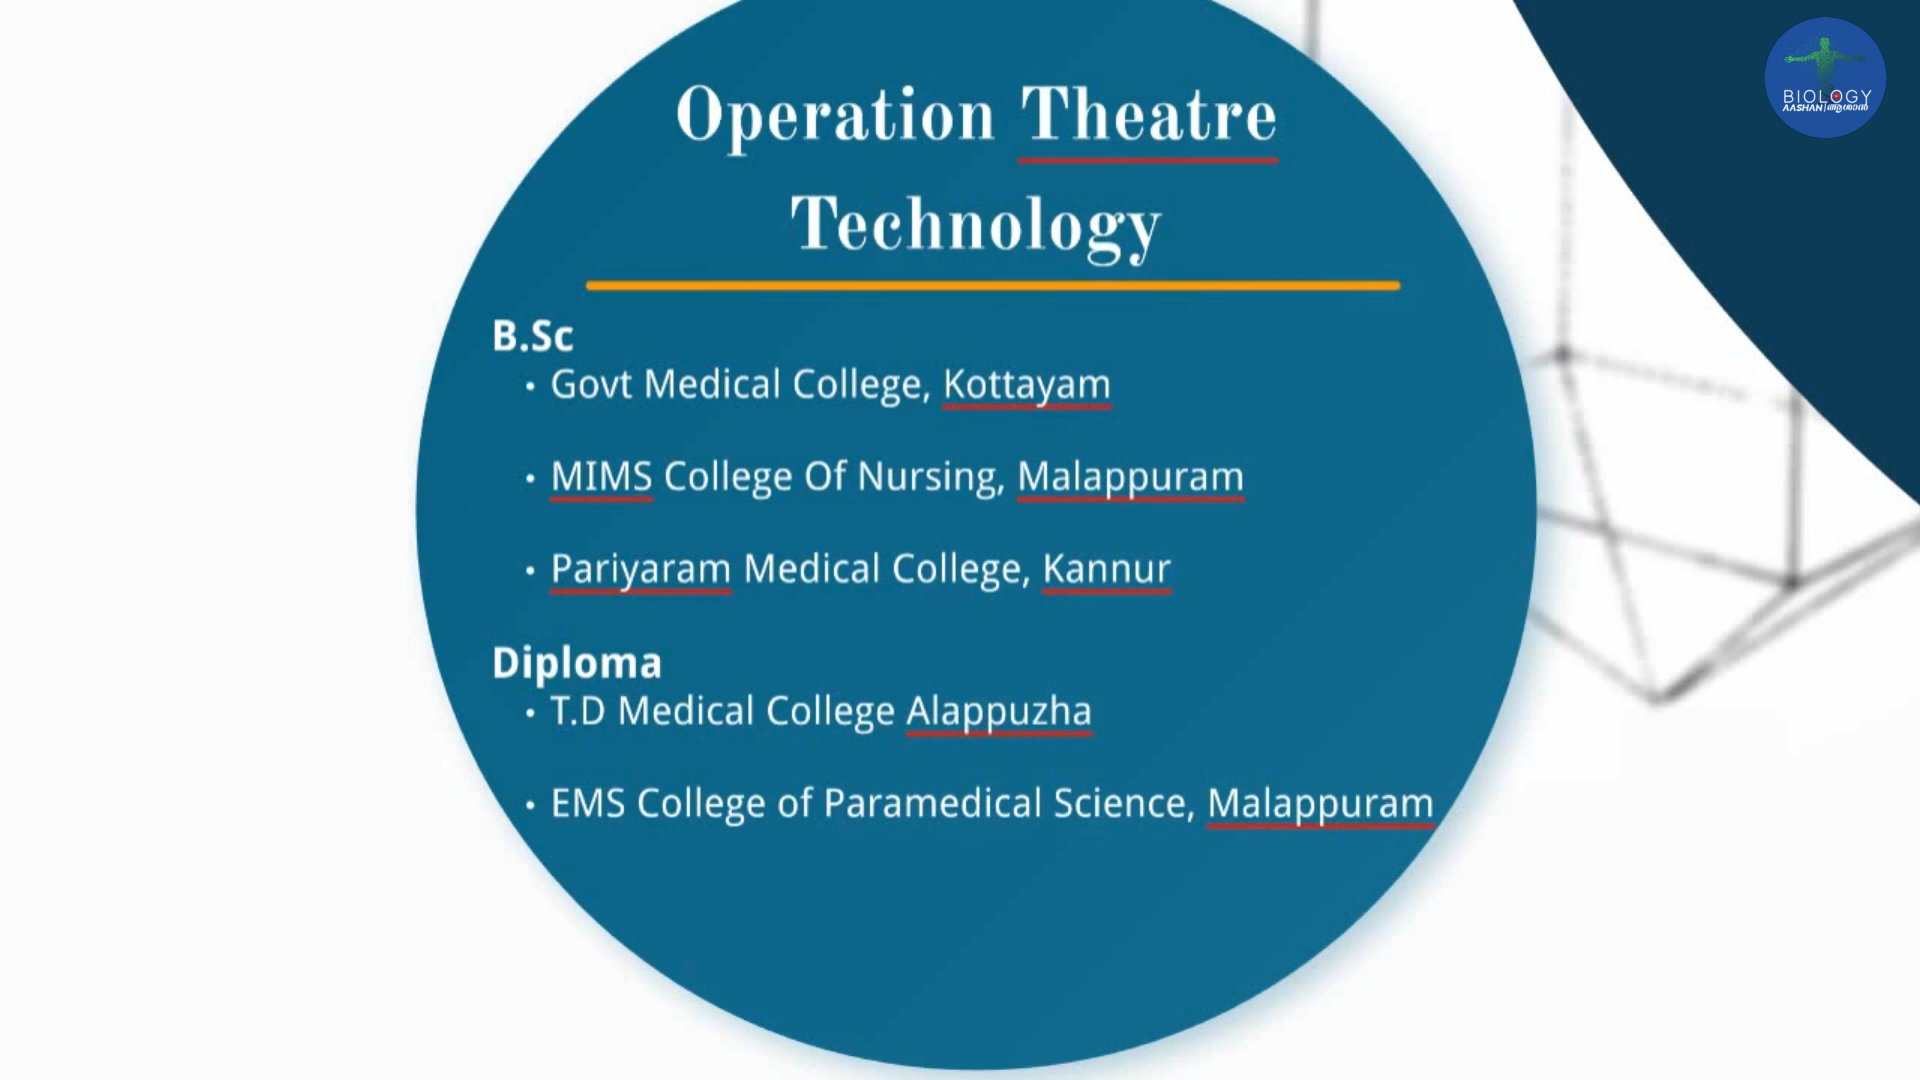 BIOLOGY
AASHAN|ആശാൻ
Operation Theatre
Technology
B.Sc
• Govt Medical College, Kottayam
• MIMS College Of Nursing, Malappuram
• Pariyaram Medical College, Kannur
Diploma
• T.D Medical College Alappuzha
• EMS College of Paramedical Science, Malappuram